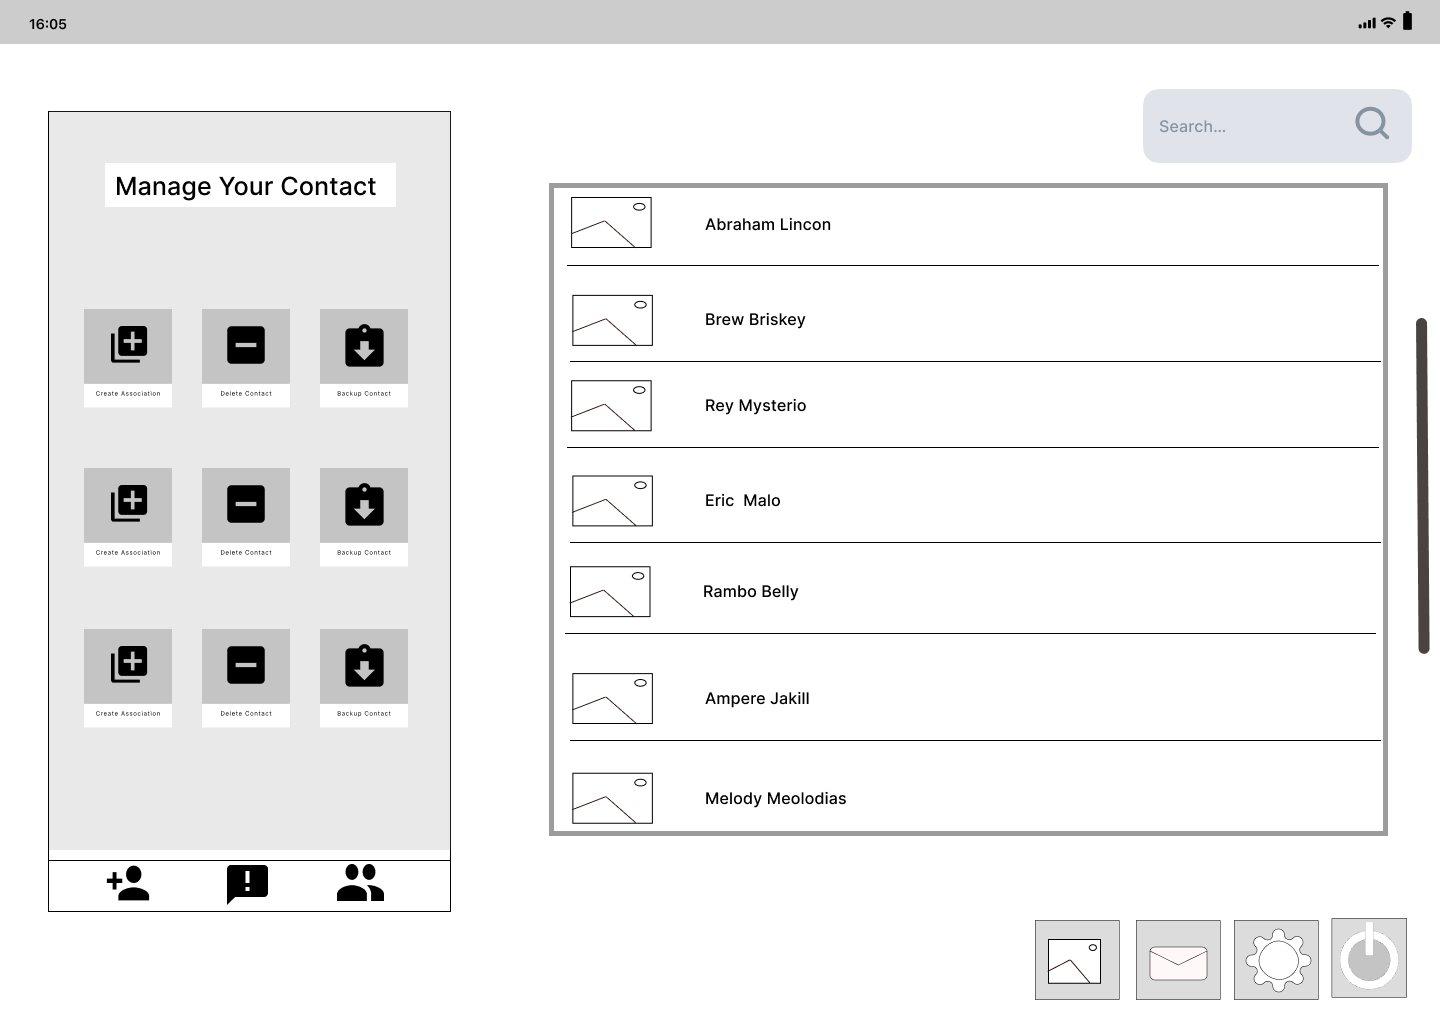 16:05
Search...
Manage Your Contact
Create Association
Delete Contact
Backup Contact
Create Association
Delete Contact
Backup Contact
Create Association
Delete Contact
Backup Contact
Abraham Lincon
Brew Briskey
Rey Mysterio
Eric  Malo
Rambo Belly
Ampere Jakill
Melody Meolodias